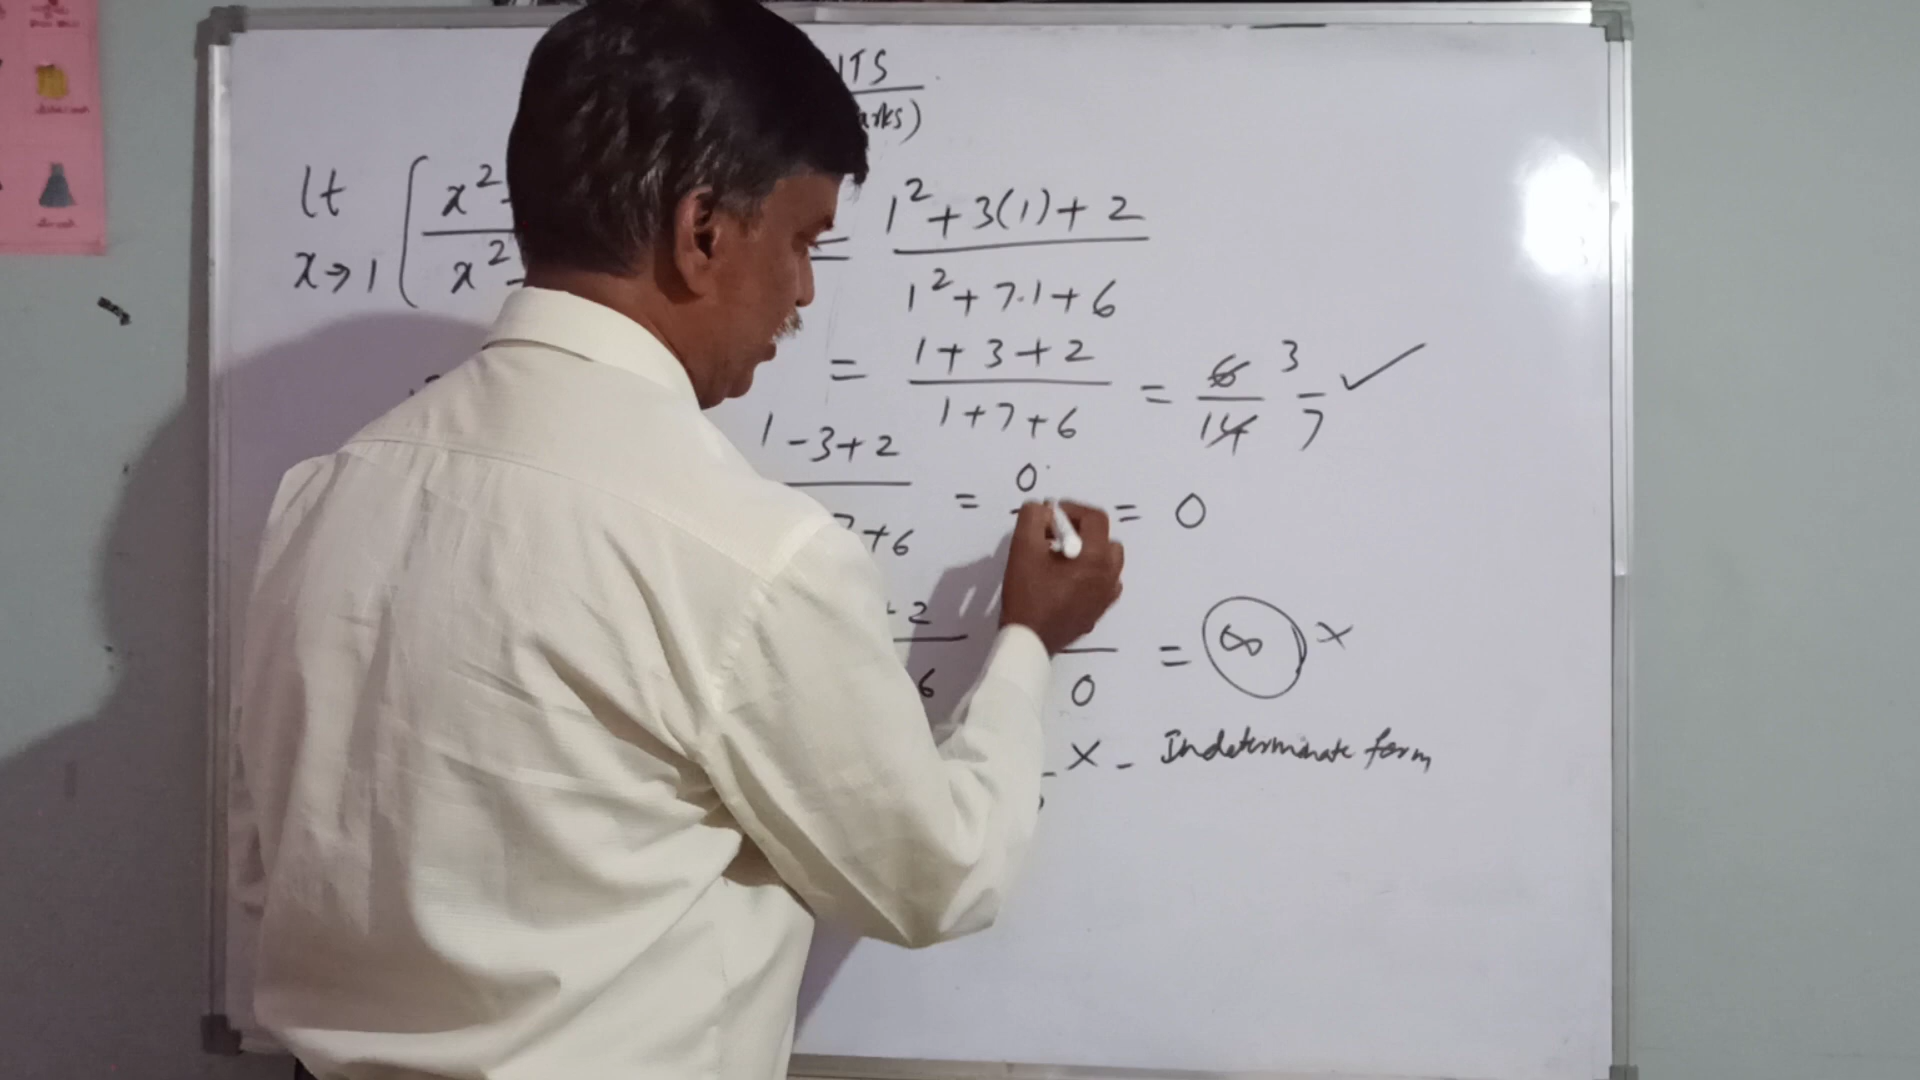 ITS
arks)
lt x→1 ( x² / x² = 1²+3(1)+2 / 1²+7.1+6
= 1+3+2 / 1+7+6 = 6/14 3/7 ✓
1-3+2 / 7+6 = 0 = 0
+2 / 6 0 = ∞ x
x - Indeterminate form